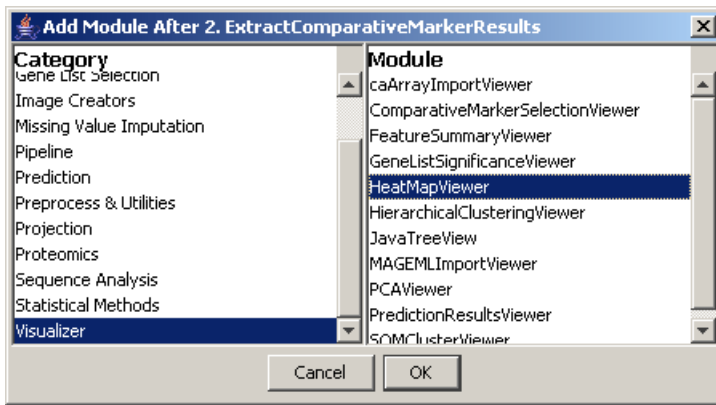 Add Module After 2. ExtractComparativeMarkerResults
Category
Gene List Selection
Image Creators
Missing Value Imputation
Pipeline
Prediction
Preprocess & Utilities
Projection
Proteomics
Sequence Analysis
Statistical Methods
Visualizer
Module
caArrayImportViewer
ComparativeMarkerSelectionViewer
FeatureSummaryViewer
GeneListSignificanceViewer
HeatMapViewer
HierarchicalClusteringViewer
JavaTreeView
MAGEMLImportViewer
PCAViewer
PredictionResultsViewer
SOMClusterViewer
Cancel
OK